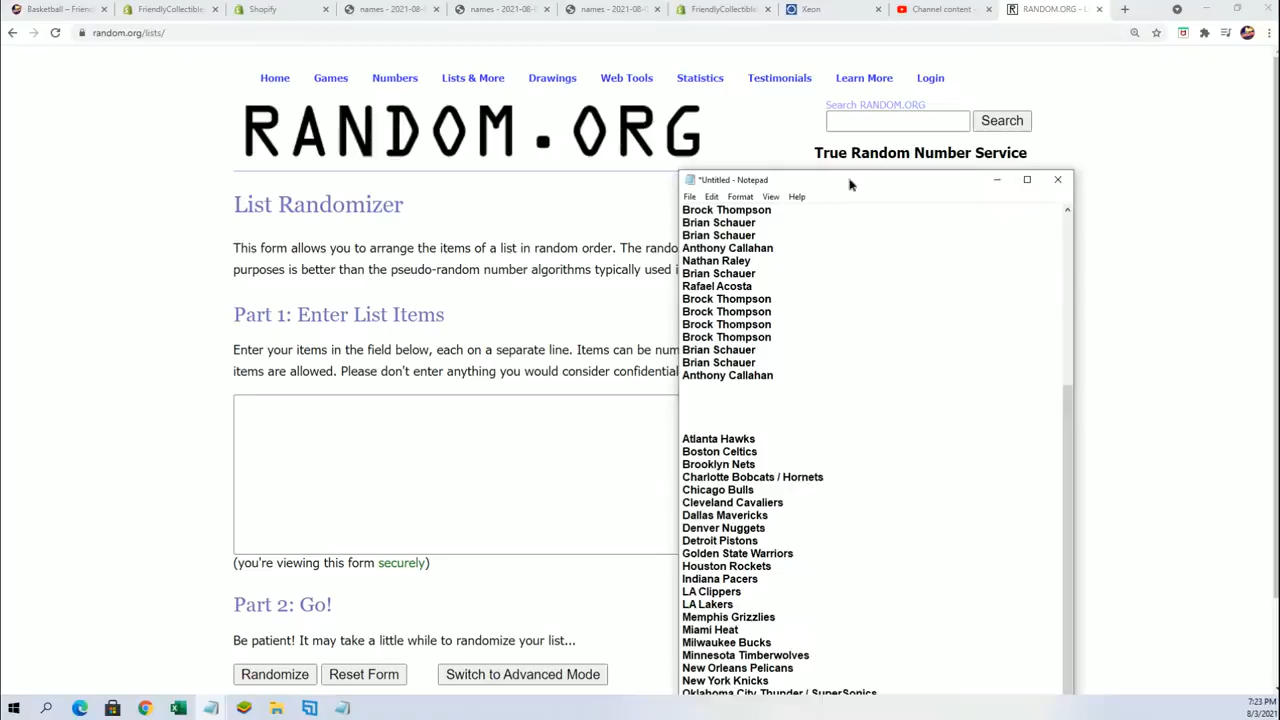 Basketball – Frien
FriendlyCollectible
Shopify
names - 2021-08-
names - 2021-08-
names - 2021-08-
FriendlyCollectible
Xeon
Channel content -
RANDOM.ORG - L
random.org/lists/
Home Games Numbers Lists & More Drawings Web Tools Statistics Testimonials Learn More Login
RANDOM.ORG
Search RANDOM.ORG
Search
True Random Number Service
List Randomizer
This form allows you to arrange the items of a list in random order. The rando
purposes is better than the pseudo-random number algorithms typically used i
Part 1: Enter List Items
Enter your items in the field below, each on a separate line. Items can be num
items are allowed. Please don't enter anything you would consider confidential
(you're viewing this form securely)
Part 2: Go!
Be patient! It may take a little while to randomize your list...
Randomize Reset Form Switch to Advanced Mode
*Untitled - Notepad
File Edit Format View Help
Brock Thompson
Brian Schauer
Brian Schauer
Anthony Callahan
Nathan Raley
Brian Schauer
Rafael Acosta
Brock Thompson
Brock Thompson
Brock Thompson
Brock Thompson
Brian Schauer
Brian Schauer
Anthony Callahan
Atlanta Hawks
Boston Celtics
Brooklyn Nets
Charlotte Bobcats / Hornets
Chicago Bulls
Cleveland Cavaliers
Dallas Mavericks
Denver Nuggets
Detroit Pistons
Golden State Warriors
Houston Rockets
Indiana Pacers
LA Clippers
LA Lakers
Memphis Grizzlies
Miami Heat
Milwaukee Bucks
Minnesota Timberwolves
New Orleans Pelicans
New York Knicks
Oklahoma City Thunder / SuperSonics
7:23 PM
8/3/2021